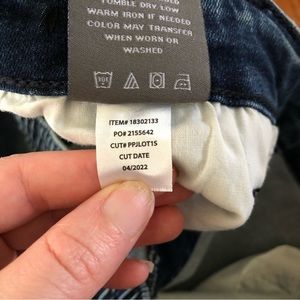 TUMBLE DRY LOW
WARM IRON IF NEEDED
COLOR MAY TRANSFER
WHEN WORN OR
WASHED
ITEM# 18302133
PO# 2155642
CUT# PPJLOT15
CUT DATE
04/2022